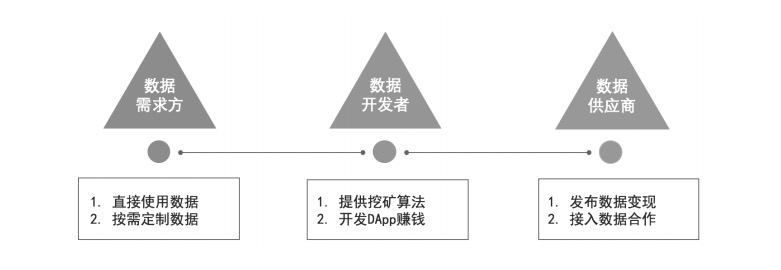 数据
需求方
数据
开发者
数据
供应商
1. 直接使用数据
2. 按需定制数据
1. 提供挖矿算法
2. 开发DApp赚钱
1. 发布数据变现
2. 接入数据合作